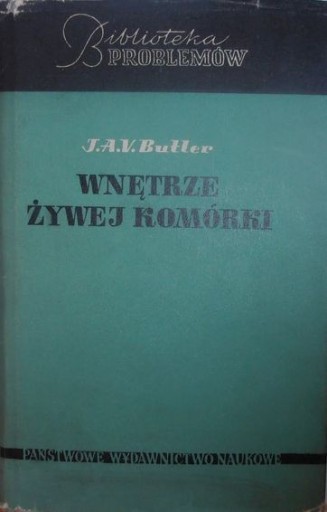 Biblioteka
PROBLEMÓW
J.A.V. Butler
WNĘTRZE
ŻYWEJ KOMÓRKI
PAŃSTWOWE WYDAWNICTWO NAUKOWE